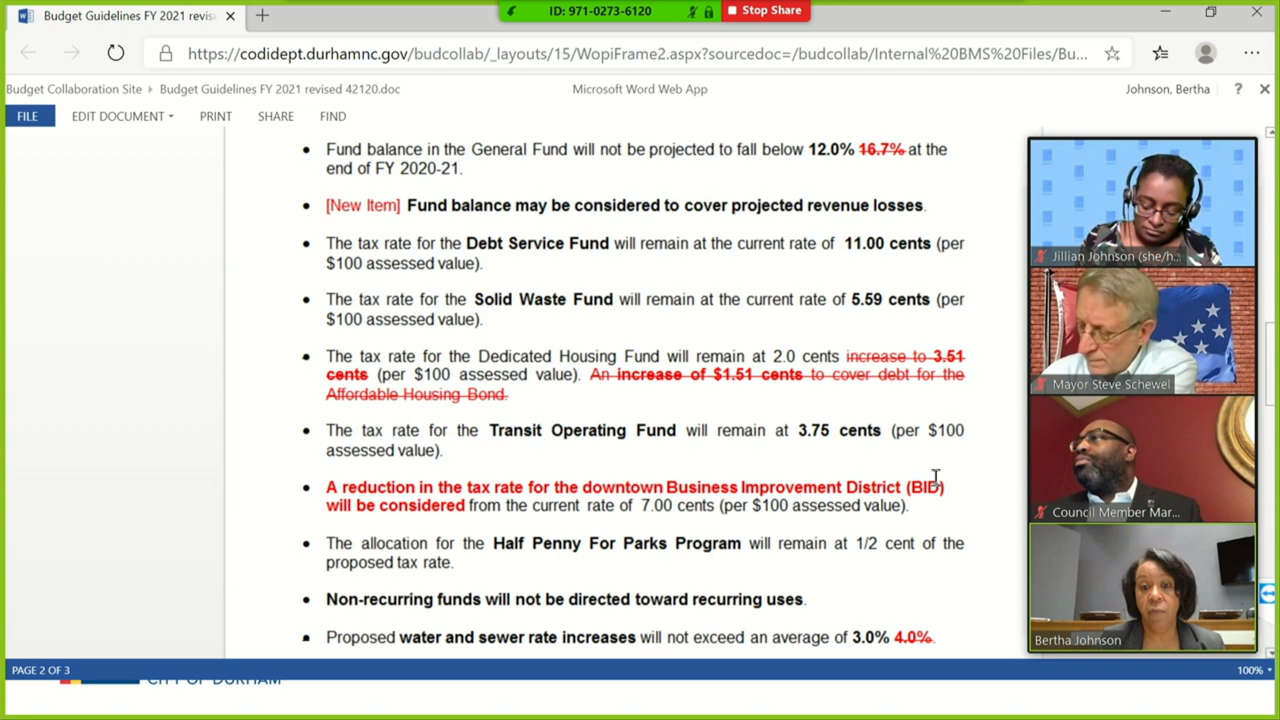 Budget Guidelines FY 2021 revise
ID: 971-0273-6120
Stop Share
https://codidept.durhamnc.gov/budcollab/_layouts/15/WopiFrame2.aspx?sourcedoc=/budcollab/Internal%20BMS%20Files/Bu...
Budget Collaboration Site
Budget Guidelines FY 2021 revised 42120.doc
Microsoft Word Web App
Johnson, Bertha
?
FILE
EDIT DOCUMENT
PRINT
SHARE
FIND
• Fund balance in the General Fund will not be projected to fall below 12.0% 16.7% at the
end of FY 2020-21.
• [New Item] Fund balance may be considered to cover projected revenue losses.
• The tax rate for the Debt Service Fund will remain at the current rate of 11.00 cents (per
$100 assessed value).
• The tax rate for the Solid Waste Fund will remain at the current rate of 5.59 cents (per
$100 assessed value).
• The tax rate for the Dedicated Housing Fund will remain at 2.0 cents increase to 3.51
cents (per $100 assessed value). An increase of $1.51 cents to cover debt for the
Affordable Housing Bond.
• The tax rate for the Transit Operating Fund will remain at 3.75 cents (per $100
assessed value).
• A reduction in the tax rate for the downtown Business Improvement District (BID)
will be considered from the current rate of 7.00 cents (per $100 assessed value).
• The allocation for the Half Penny For Parks Program will remain at 1/2 cent of the
proposed tax rate.
• Non-recurring funds will not be directed toward recurring uses.
• Proposed water and sewer rate increases will not exceed an average of 3.0% 4.0%.
Jillian Johnson (she/h...
Mayor Steve Schewel
Council Member Mar...
Bertha Johnson
PAGE 2 OF 3
100%
CITY OF DURHAM